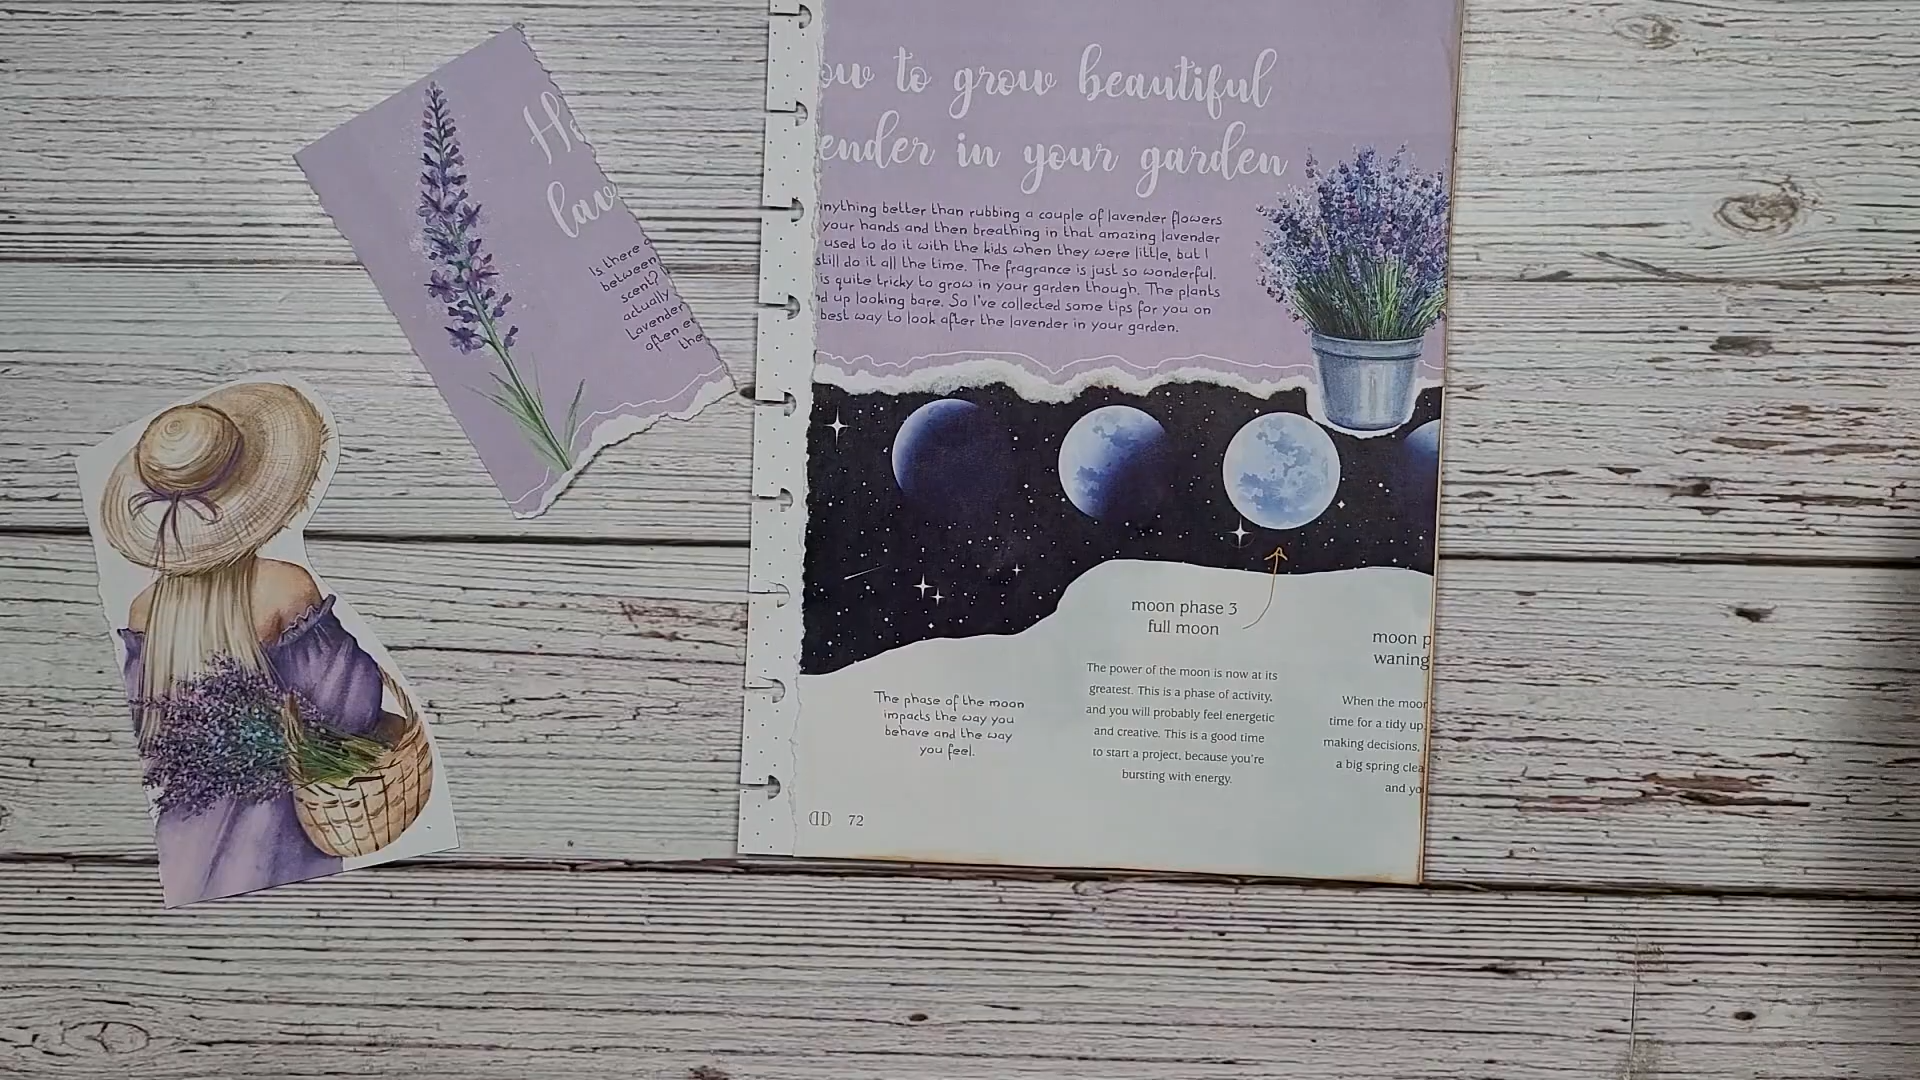 H
lav
Is there a
between
scent?
actually
Lavender
often e
the
ow to grow beautiful
ender in your garden
nything better than rubbing a couple of lavender flowers
your hands and then breathing in that amazing lavender
used to do it with the kids when they were little, but I
still do it all the time. The fragrance is just so wonderful.
is quite tricky to grow in your garden though. The plants
d up looking bare. So I've collected some tips for you on
best way to look after the lavender in your garden.
moon phase 3
full moon
The power of the moon is now at its
greatest. This is a phase of activity,
and you will probably feel energetic
and creative. This is a good time
to start a project, because you're
bursting with energy.
The phase of the moon
impacts the way you
behave and the way
you feel.
moon p
waning
When the moon
time for a tidy up,
making decisions,
a big spring clea
and yo
72